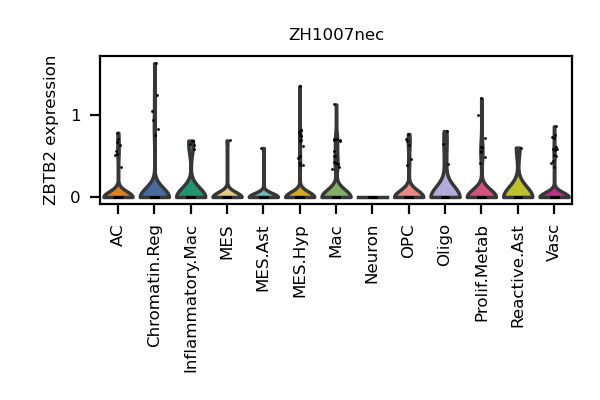 ZH1007nec
ZBTB2 expression
1
0
AC
Chromatin.Reg
Inflammatory.Mac
MES
MES.Ast
MES.Hyp
Mac
Neuron
OPC
Oligo
Prolif.Metab
Reactive.Ast
Vasc